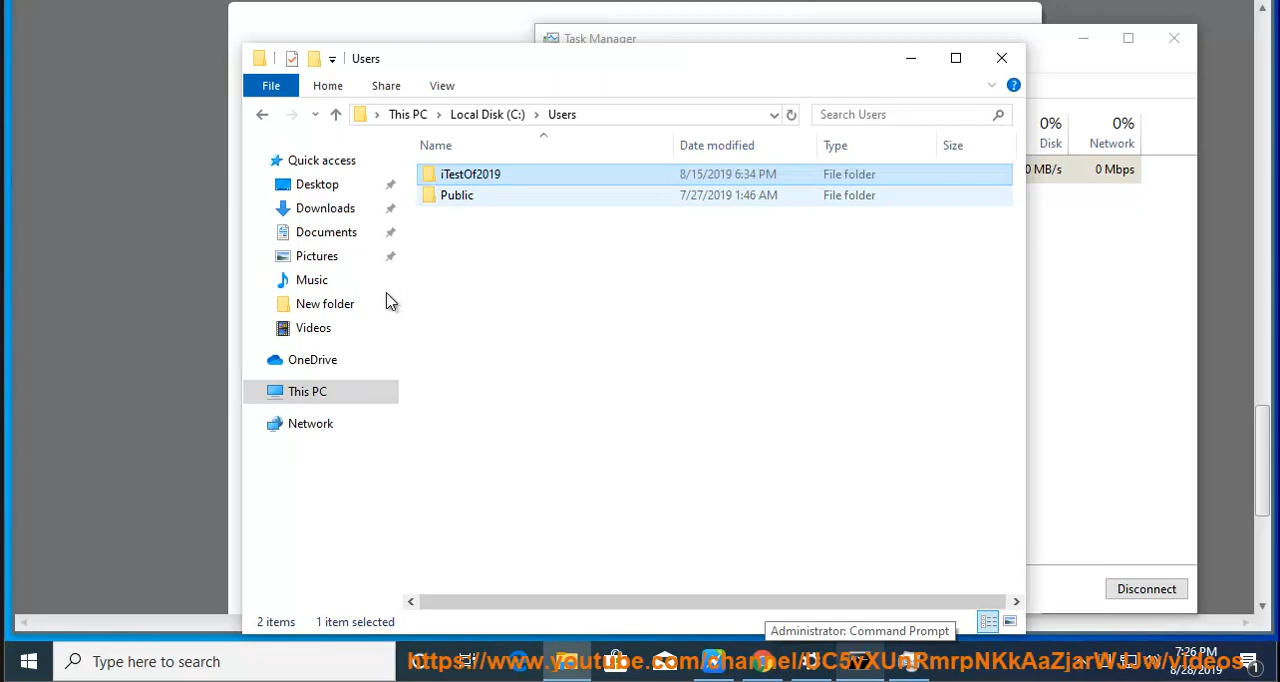 Task Manager
Users
File Home Share View
This PC Local Disk (C:) Users
Search Users
0% 0%
Disk Network
0 MB/s 0 Mbps
Name Date modified Type Size
iTestOf2019 8/15/2019 6:34 PM File folder
Public 7/27/2019 1:46 AM File folder
Quick access
Desktop
Downloads
Documents
Pictures
Music
New folder
Videos
OneDrive
This PC
Network
Disconnect
2 items 1 item selected
Administrator: Command Prompt
Type here to search
7:26 PM
8/28/2019
1